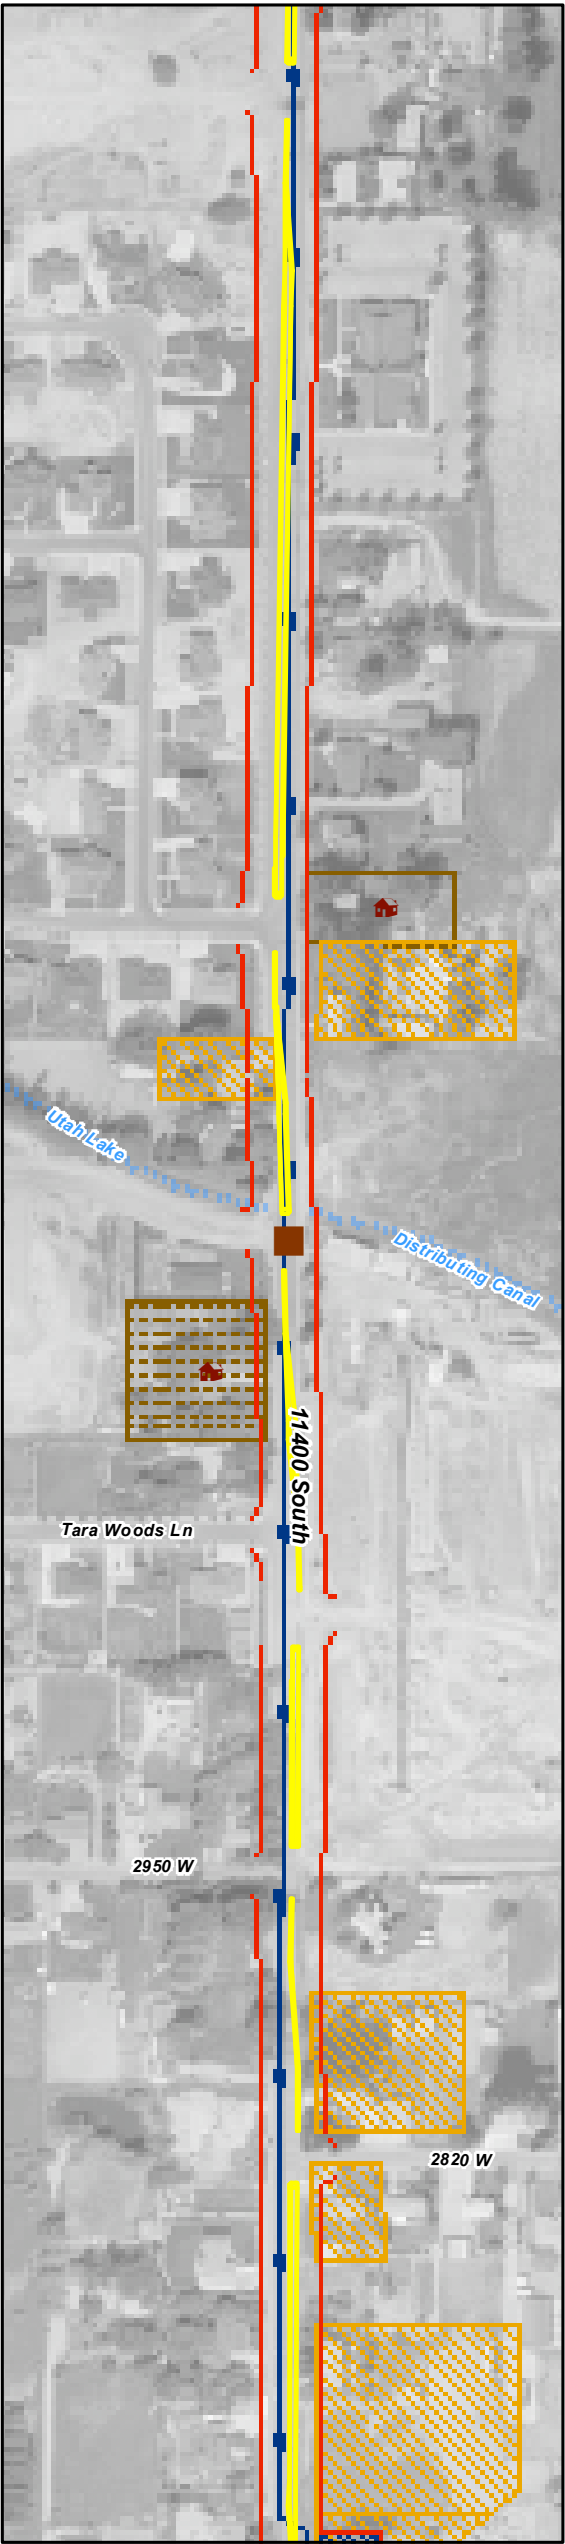 Utah Lake
Distributing Canal
11400 South
Tara Woods Ln
2950 W
2820 W